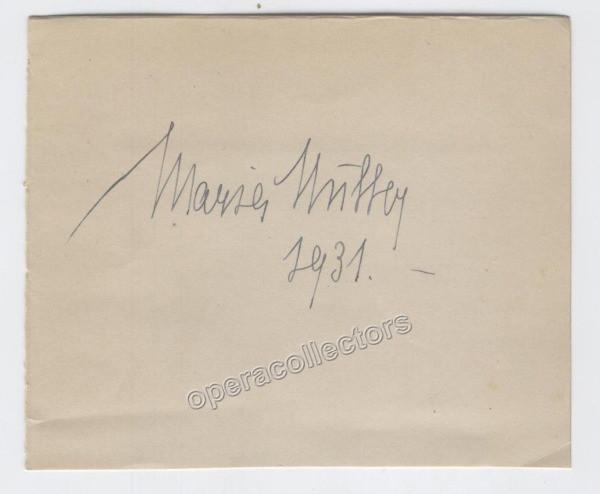 Maria Müller
1931. –
operacollectors